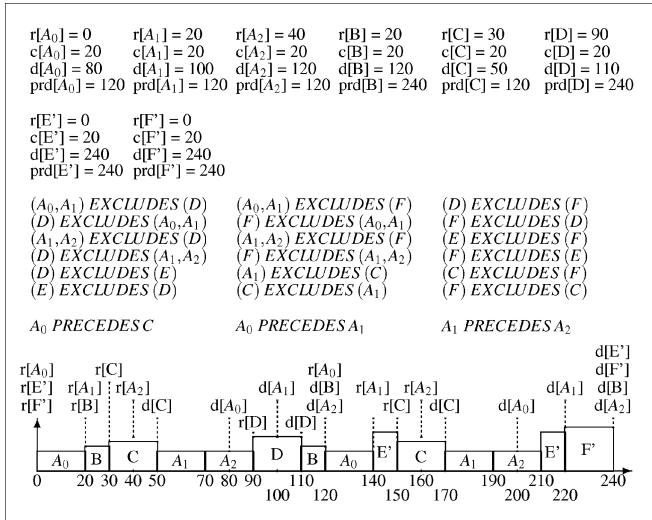 r[A0] = 0 r[A1] = 20 r[A2] = 40 r[B] = 20 r[C] = 30 r[D] = 90
c[A0] = 20 c[A1] = 20 c[A2] = 20 c[B] = 20 c[C] = 20 c[D] = 20
d[A0] = 80 d[A1] = 100 d[A2] = 120 d[B] = 120 d[C] = 50 d[D] = 110
prd[A0] = 120 prd[A1] = 120 prd[A2] = 120 prd[B] = 240 prd[C] = 120 prd[D] = 240
r[E’] = 0 r[F’] = 0
c[E’] = 20 c[F’] = 20
d[E’] = 240 d[F’] = 240
prd[E’] = 240 prd[F’] = 240
(A0,A1) EXCLUDES (D) (A0,A1) EXCLUDES (F) (D) EXCLUDES (F)
(D) EXCLUDES (A0,A1) (F) EXCLUDES (A0,A1) (F) EXCLUDES (D)
(A1,A2) EXCLUDES (D) (A1,A2) EXCLUDES (F) (E) EXCLUDES (F)
(D) EXCLUDES (A1,A2) (F) EXCLUDES (A1,A2) (F) EXCLUDES (E)
(D) EXCLUDES (E) (A1) EXCLUDES (C) (C) EXCLUDES (F)
(E) EXCLUDES (D) (C) EXCLUDES (A1) (F) EXCLUDES (C)
A0 PRECEDES C A0 PRECEDES A1 A1 PRECEDES A2
d[E’]
r[A0] r[C] r[A0] d[F’]
r[E’] r[A1] r[A2] d[A1] d[B] r[A1] r[A2] d[A1] d[B]
r[F’] r[B] d[C] d[A0] d[A2] r[C] d[C] d[A0] d[A2]
r[D] d[D]
A0 B C A1 A2 D B A0 E’ C A1 A2 E’ F’
0 20 30 40 50 70 80 90 110 120 140 150 160 170 190 200 210 220 240
100